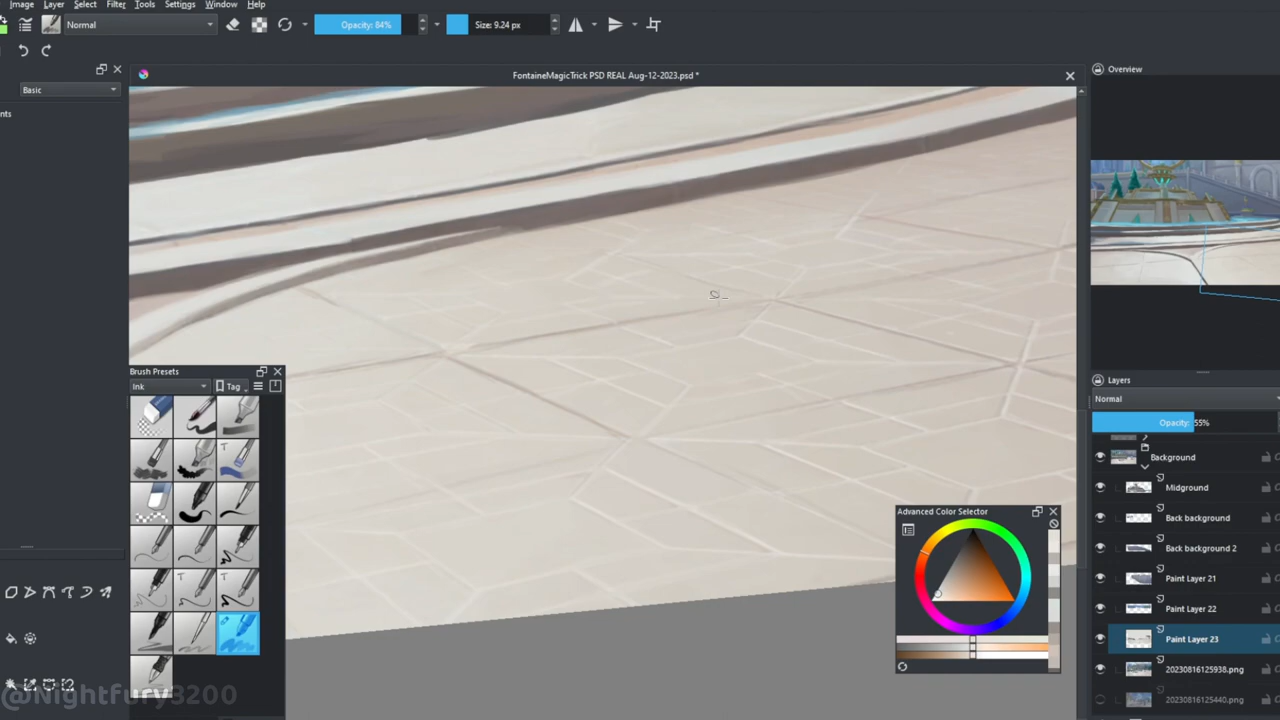 Image Layer Select Filter Tools Settings Window Help
Normal
Opacity: 84%
Size: 9.24 px
FontaineMagicTrick PSD REAL Aug-12-2023.psd *
Overview
Basic
nts
Brush Presets
Ink
Tag
Layers
Normal
Opacity: 55%
Background
Midground
Back background
Back background 2
Paint Layer 21
Paint Layer 22
Paint Layer 23
20230816125938.png
20230816125440.png
Advanced Color Selector
@Nightfury3200